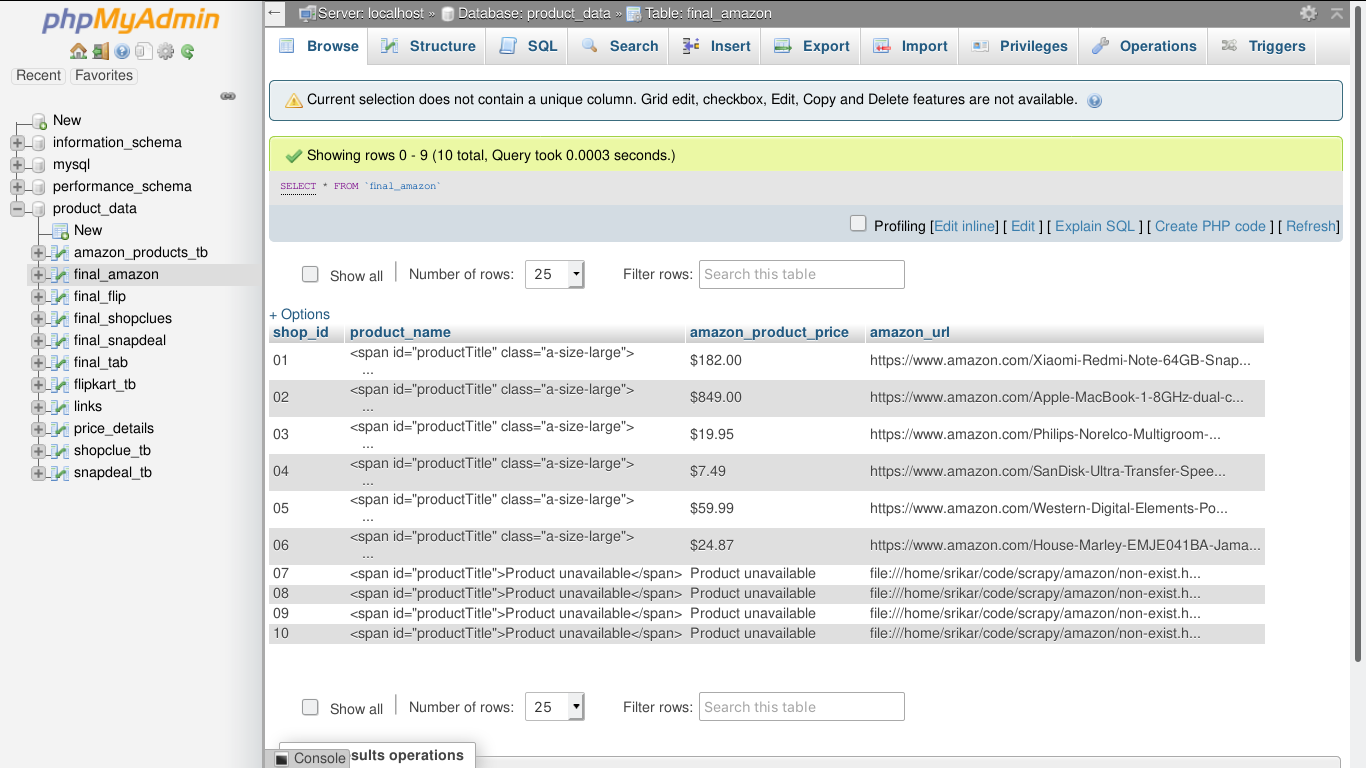 phpMyAdmin
Recent Favorites
New
information_schema
mysql
performance_schema
product_data
New
amazon_products_tb
final_amazon
final_flip
final_shopclues
final_snapdeal
final_tab
flipkart_tb
links
price_details
shopclue_tb
snapdeal_tb
Server: localhost » Database: product_data » Table: final_amazon
Browse Structure SQL Search Insert Export Import Privileges Operations Triggers
Current selection does not contain a unique column. Grid edit, checkbox, Edit, Copy and Delete features are not available.
Showing rows 0 - 9 (10 total, Query took 0.0003 seconds.)
SELECT * FROM `final_amazon`
Profiling [Edit inline] [ Edit ] [ Explain SQL ] [ Create PHP code ] [ Refresh]
Show all | Number of rows: 25 Filter rows: Search this table
+ Options
shop_id product_name amazon_product_price amazon_url
01 <span id="productTitle" class="a-size-large"> $182.00 https://www.amazon.com/Xiaomi-Redmi-Note-64GB-Snap...
...
02 <span id="productTitle" class="a-size-large"> $849.00 https://www.amazon.com/Apple-MacBook-1-8GHz-dual-c...
...
03 <span id="productTitle" class="a-size-large"> $19.95 https://www.amazon.com/Philips-Norelco-Multigroom-...
...
04 <span id="productTitle" class="a-size-large"> $7.49 https://www.amazon.com/SanDisk-Ultra-Transfer-Spee...
...
05 <span id="productTitle" class="a-size-large"> $59.99 https://www.amazon.com/Western-Digital-Elements-Po...
...
06 <span id="productTitle" class="a-size-large"> $24.87 https://www.amazon.com/House-Marley-EMJE041BA-Jama...
...
07 <span id="productTitle">Product unavailable</span> Product unavailable file:///home/srikar/code/scrapy/amazon/non-exist.h...
08 <span id="productTitle">Product unavailable</span> Product unavailable file:///home/srikar/code/scrapy/amazon/non-exist.h...
09 <span id="productTitle">Product unavailable</span> Product unavailable file:///home/srikar/code/scrapy/amazon/non-exist.h...
10 <span id="productTitle">Product unavailable</span> Product unavailable file:///home/srikar/code/scrapy/amazon/non-exist.h...
Show all | Number of rows: 25 Filter rows: Search this table
Console sults operations